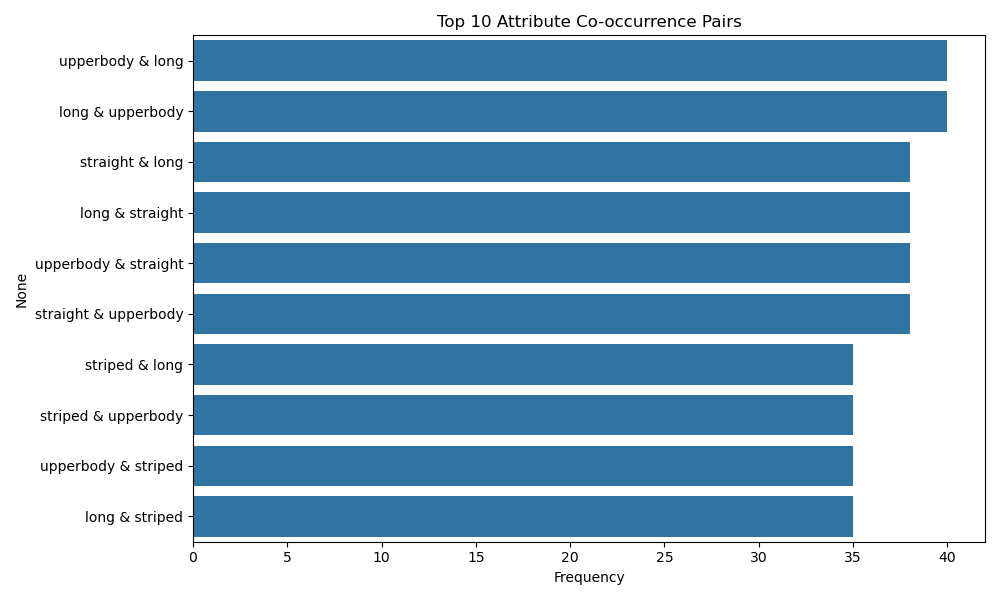 Top 10 Attribute Co-occurrence Pairs
upperbody & long
long & upperbody
straight & long
long & straight
upperbody & straight
straight & upperbody
striped & long
striped & upperbody
upperbody & striped
long & striped
None
0 5 10 15 20 25 30 35 40
Frequency